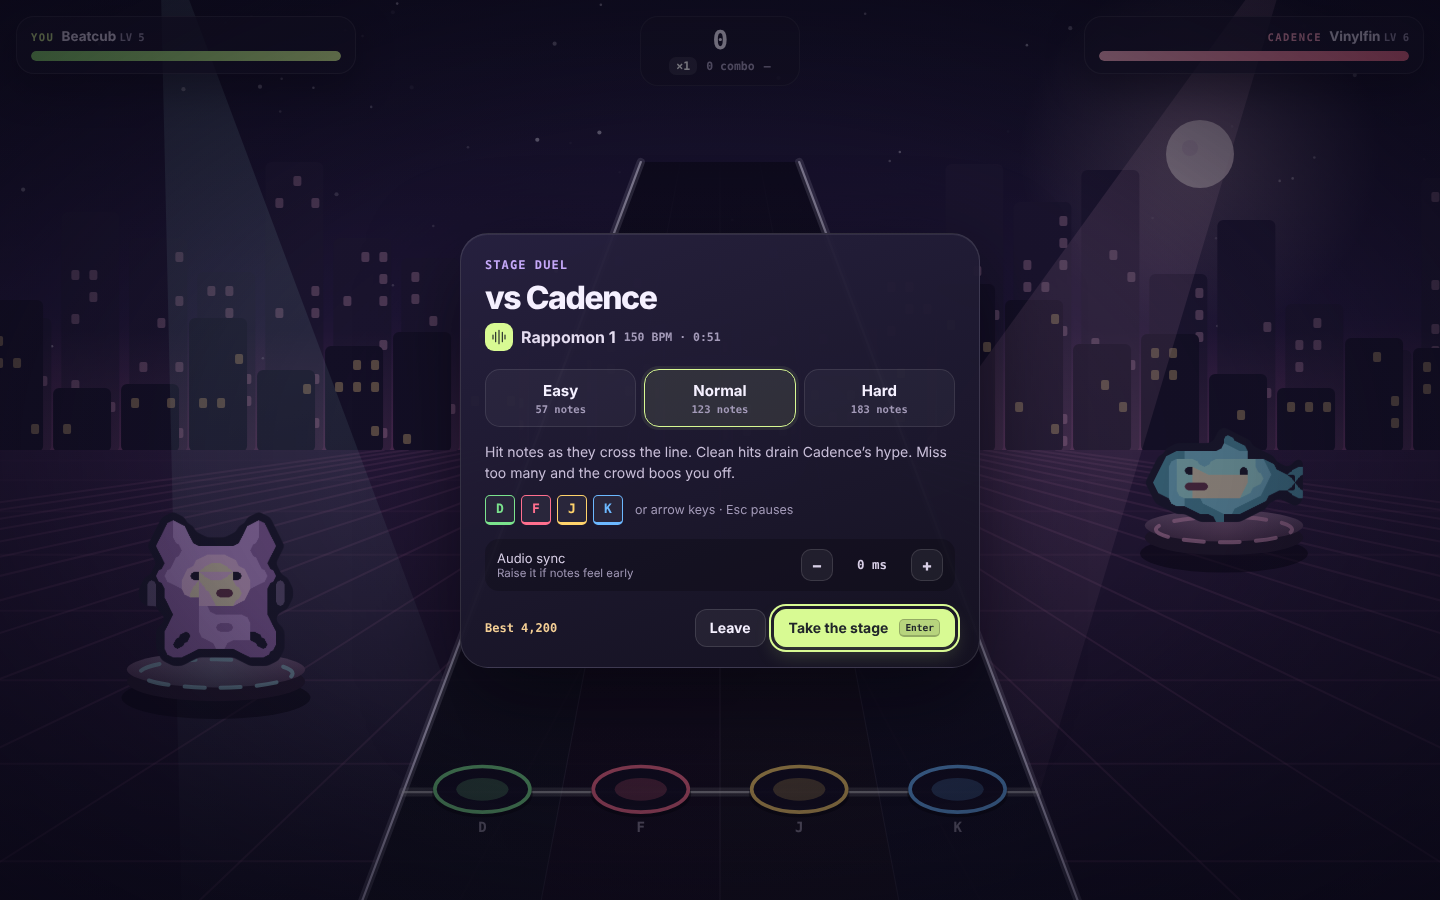 YOU Beatcub LV 5
0
×1 0 combo –
CADENCE Vinylfin LV 6
STAGE DUEL
vs Cadence
Rappomon 1 150 BPM · 0:51
Easy
57 notes
Normal
123 notes
Hard
183 notes
Hit notes as they cross the line. Clean hits drain Cadence’s hype. Miss
too many and the crowd boos you off.
D F J K or arrow keys · Esc pauses
Audio sync
Raise it if notes feel early
− 0 ms +
Best 4,200
Leave
Take the stage Enter
D F J K